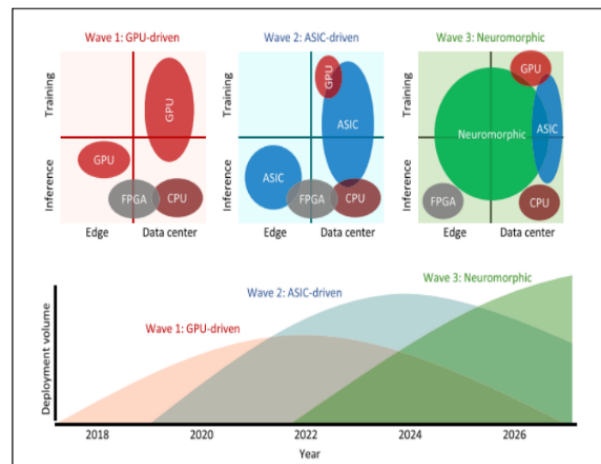 Wave 1: GPU-driven
Training
Inference
GPU
GPU
FPGA
CPU
Edge
Data center
Wave 2: ASIC-driven
Training
Inference
GPU
ASIC
ASIC
FPGA
CPU
Edge
Data center
Wave 3: Neuromorphic
Training
Inference
GPU
Neuromorphic
ASIC
FPGA
CPU
Edge
Data center
Deployment volume
Wave 3: Neuromorphic
Wave 2: ASIC-driven
Wave 1: GPU-driven
2018
2020
2022
2024
2026
Year